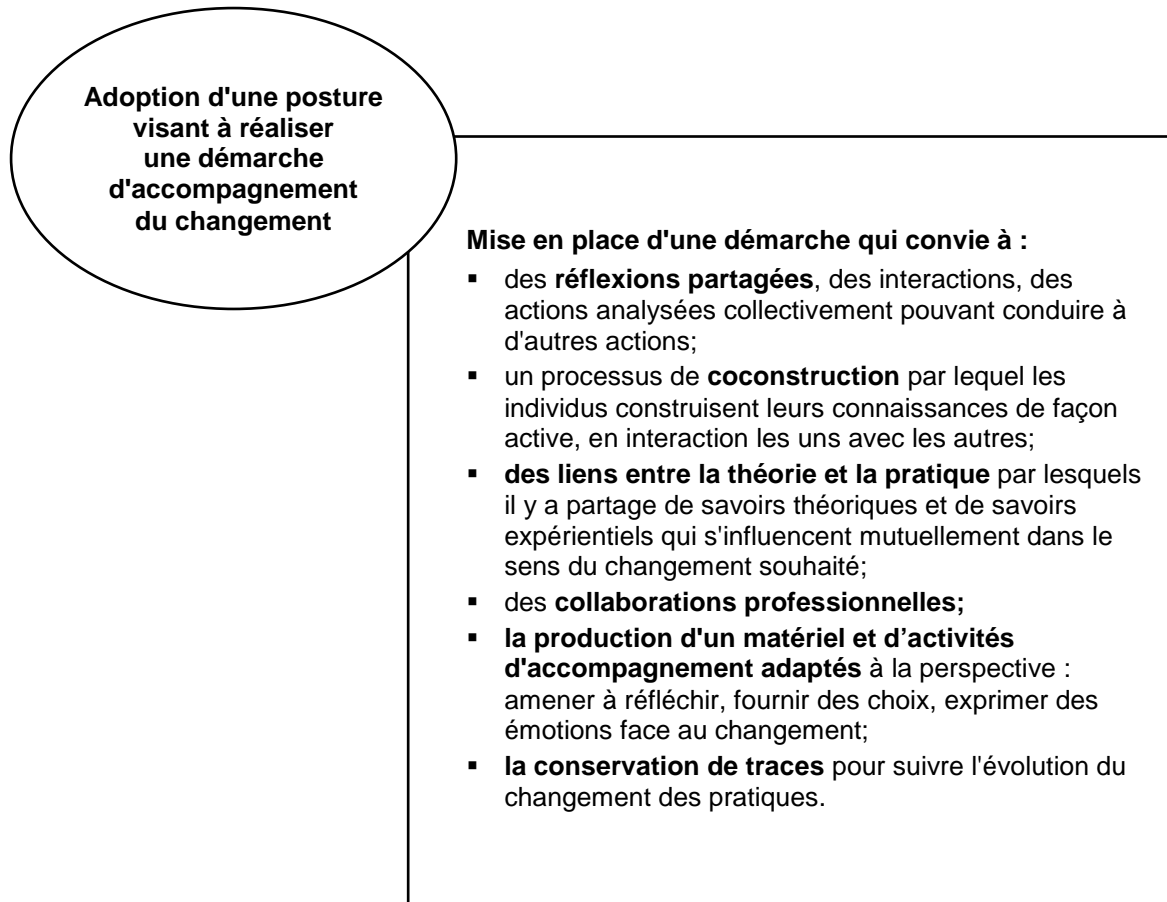 Adoption d'une posture
visant à réaliser
une démarche
d'accompagnement
du changement
Mise en place d'une démarche qui convie à :
▪ des réflexions partagées, des interactions, des
actions analysées collectivement pouvant conduire à
d'autres actions;
▪ un processus de coconstruction par lequel les
individus construisent leurs connaissances de façon
active, en interaction les uns avec les autres;
▪ des liens entre la théorie et la pratique par lesquels
il y a partage de savoirs théoriques et de savoirs
expérientiels qui s'influencent mutuellement dans le
sens du changement souhaité;
▪ des collaborations professionnelles;
▪ la production d'un matériel et d’activités
d'accompagnement adaptés à la perspective :
amener à réfléchir, fournir des choix, exprimer des
émotions face au changement;
▪ la conservation de traces pour suivre l'évolution du
changement des pratiques.